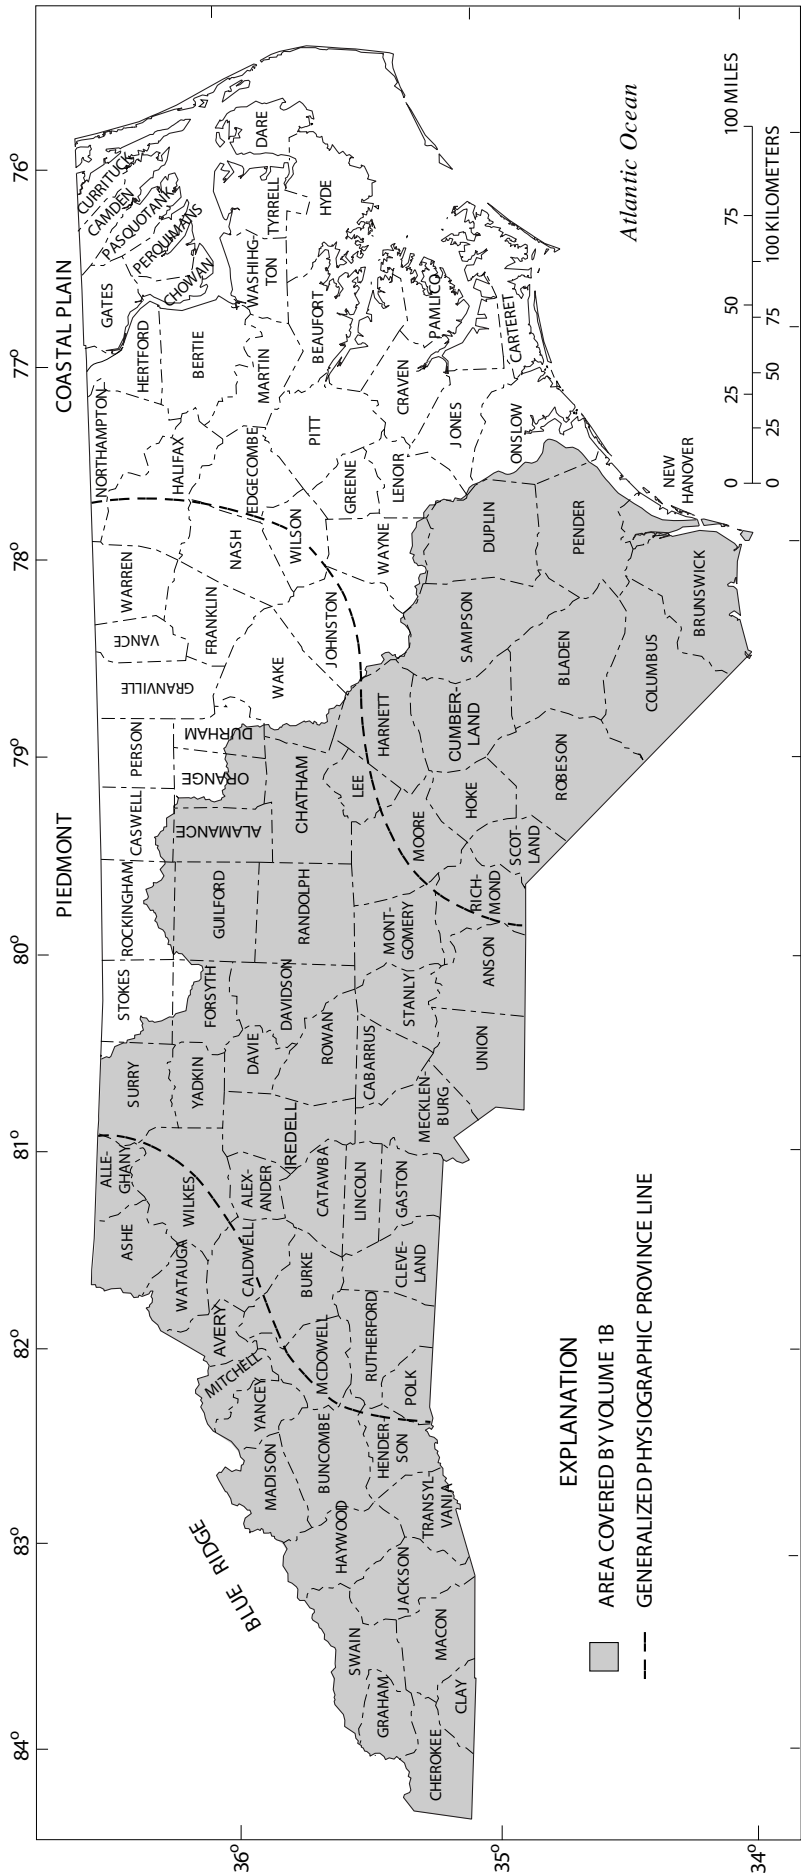 84° 83° 82° 81° 80° 79° 78° 77° 76°
36°
35°
34°
BLUE RIDGE
PIEDMONT
COASTAL PLAIN
CHEROKEE
GRAHAM
CLAY
SWAIN
MACON
JACKSON
HAYWOOD
TRANSYL-
VANIA
MADISON
BUNCOMBE
HENDER-
SON
YANCEY
MITCHELL
AVERY
MCDOWELL
RUTHERFORD
POLK
WATAUGA
ASHE
ALLE-
GHANY
WILKES
CALDWELL
BURKE
CLEVE-
LAND
ALEX-
ANDER
CATAWBA
LINCOLN
GASTON
SURRY
YADKIN
IREDELL
DAVIE
ROWAN
CABARRUS
MECKLEN-
BURG
STOKES
FORSYTH
DAVIDSON
STANLY
UNION
ROCKINGHAM
GUILFORD
RANDOLPH
MONT-
GOMERY
ANSON
RICH-
MOND
CASWELL
ALAMANCE
CHATHAM
MOORE
SCOT-
LAND
HOKE
LEE
PERSON
ORANGE
DURHAM
HARNETT
CUMBER-
LAND
ROBESON
GRANVILLE
VANCE
WAKE
FRANKLIN
WARREN
JOHNSTON
SAMPSON
BLADEN
COLUMBUS
BRUNSWICK
NASH
WILSON
WAYNE
DUPLIN
PENDER
NEW
HANOVER
NORTHAMPTON
HALIFAX
EDGECOMBE
GREENE
LENOIR
PITT
JONES
ONSLOW
HERTFORD
BERTIE
MARTIN
BEAUFORT
CRAVEN
PAMLICO
CARTERET
GATES
CHOWAN
PERQUIMANS
PASQUOTANK
CAMDEN
CURRITUCK
WASHIHG-
TON
TYRRELL
HYDE
DARE
Atlantic Ocean
EXPLANATION
AREA COVERED BY VOLUME 1B
GENERALIZED PHYSIOGRAPHIC PROVINCE LINE
0 25 50 75 100 MILES
0 25 50 75 100 KILOMETERS